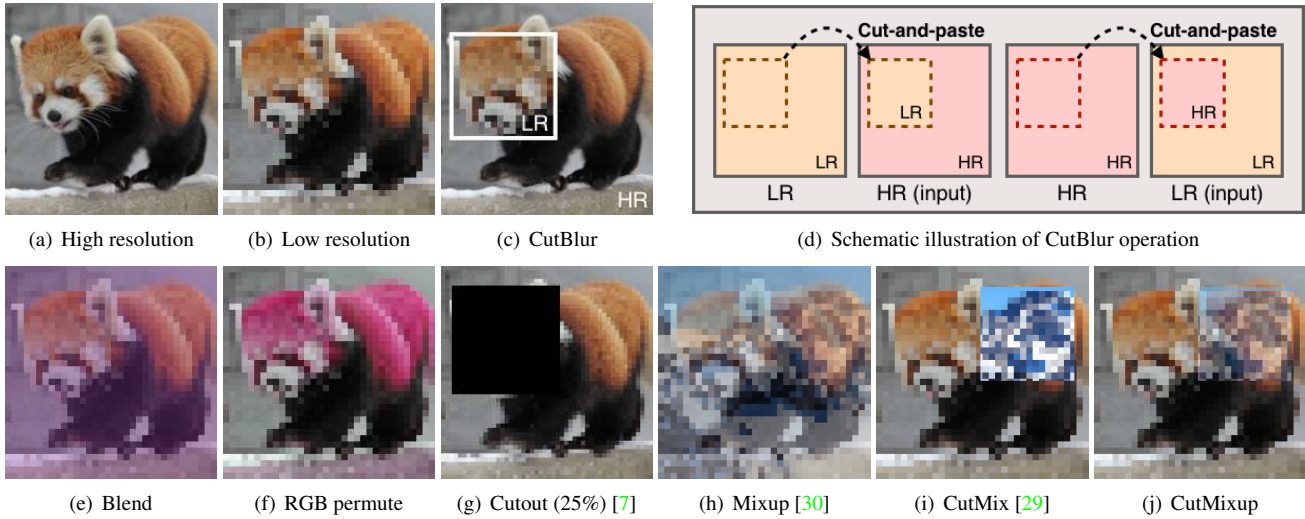 LR
HR
Cut-and-paste
Cut-and-paste
LR
HR
LR
HR
HR
LR
LR
HR (input)
HR
LR (input)
(a) High resolution
(b) Low resolution
(c) CutBlur
(d) Schematic illustration of CutBlur operation
(e) Blend
(f) RGB permute
(g) Cutout (25%) [7]
(h) Mixup [30]
(i) CutMix [29]
(j) CutMixup